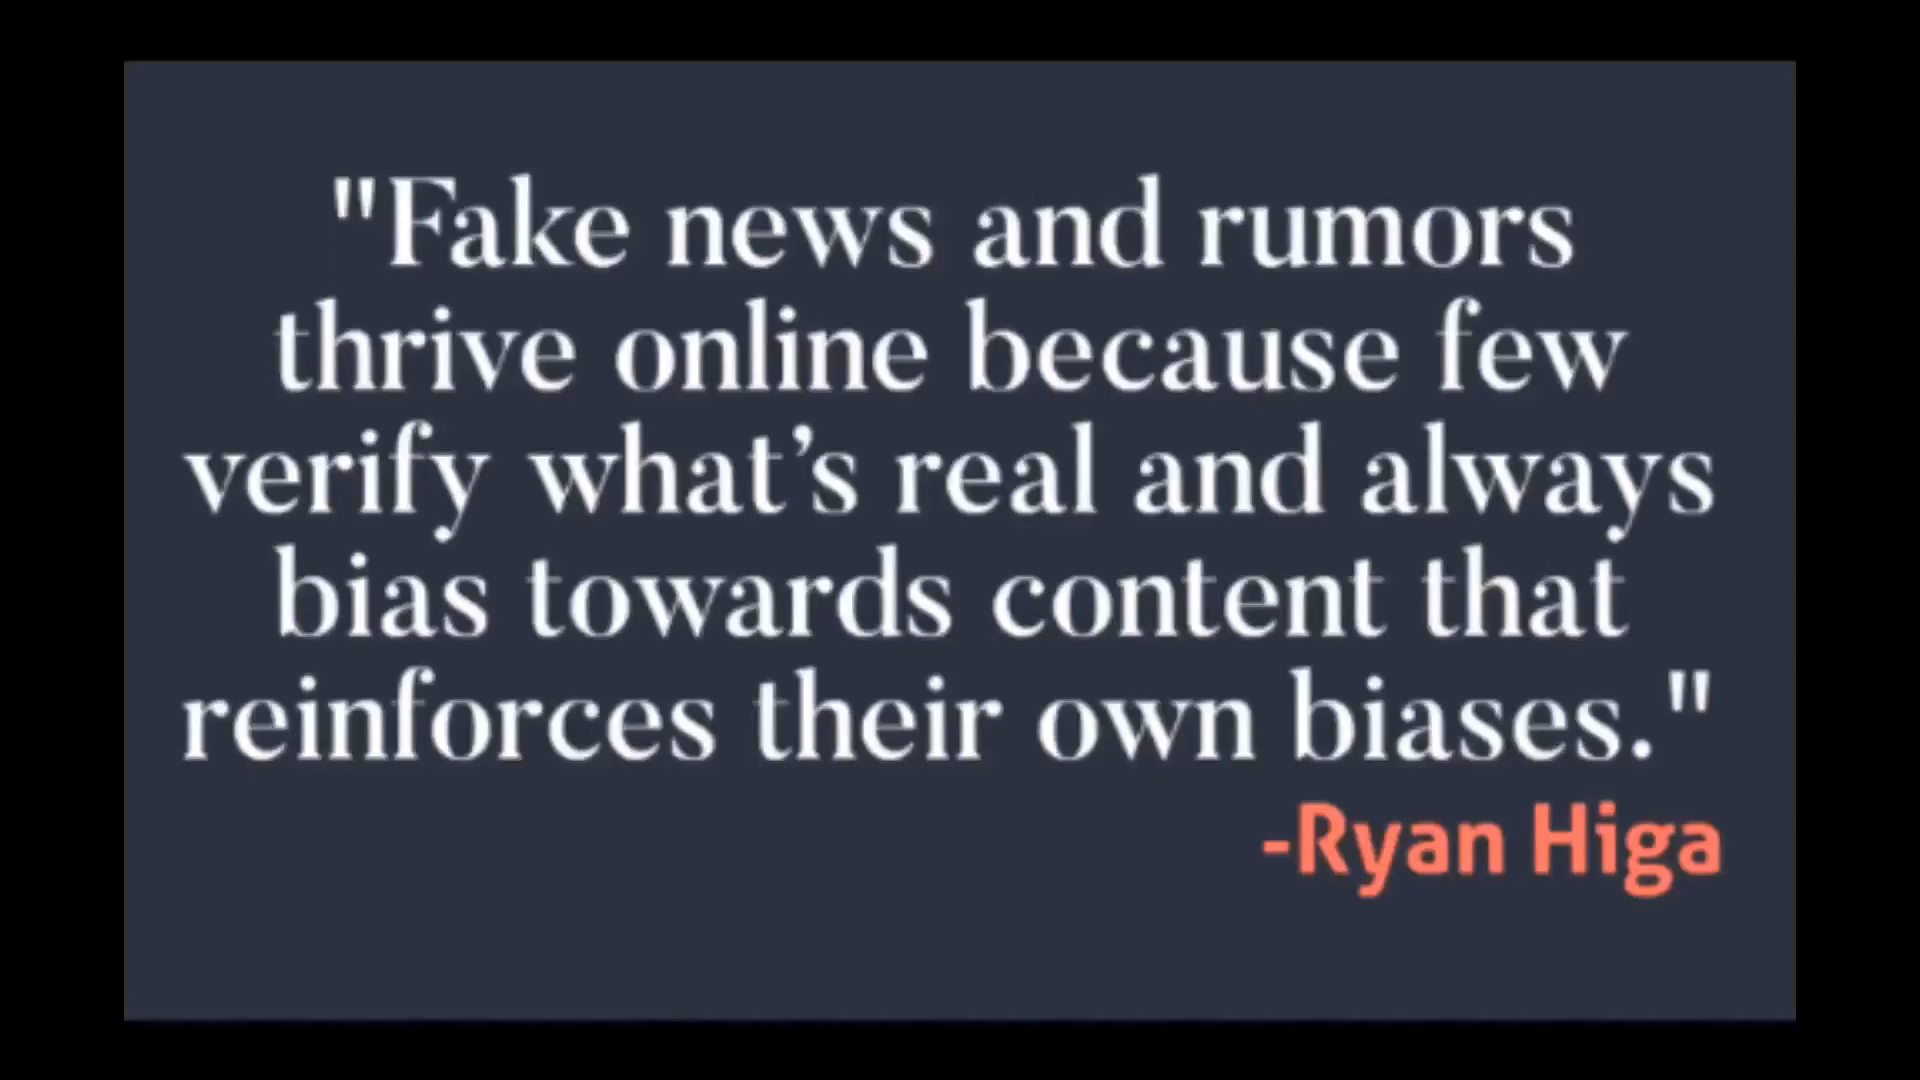 "Fake news and rumors
thrive online because few
verify what’s real and always
bias towards content that
reinforces their own biases."
-Ryan Higa